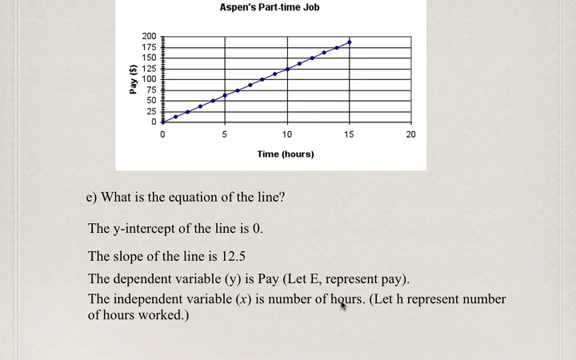 Aspen's Part-time Job
200
175
150
125
100
75
50
25
0
Pay ($)
0 5 10 15 20
Time (hours)
e) What is the equation of the line?
The y-intercept of the line is 0.
The slope of the line is 12.5
The dependent variable (y) is Pay (Let E, represent pay).
The independent variable (x) is number of hours. (Let h represent number
of hours worked.)